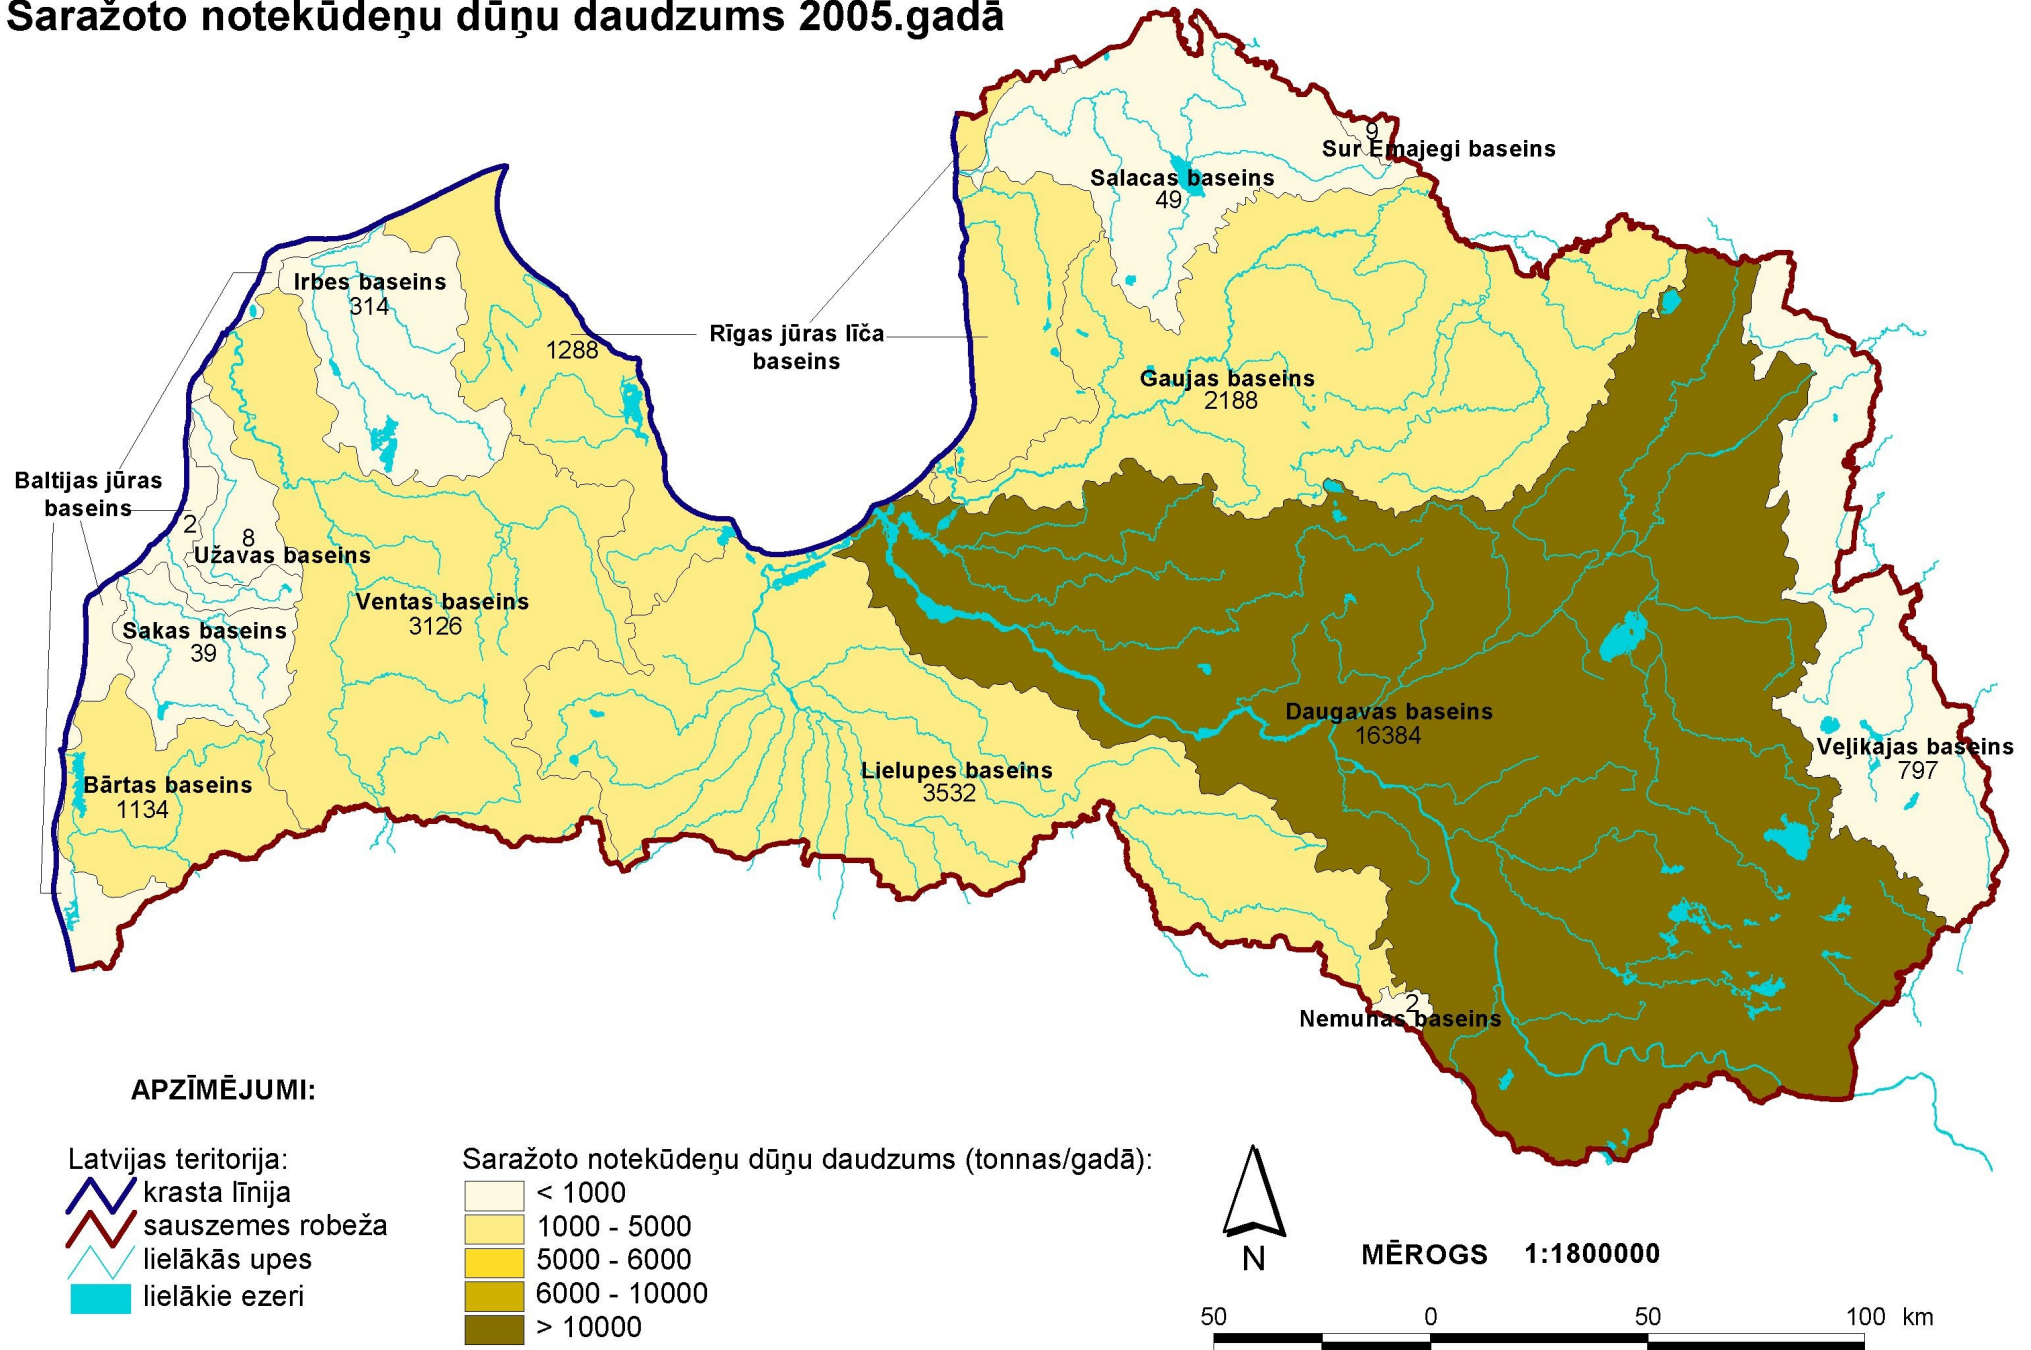 Saražoto notekūdeņu dūņu daudzums 2005.gadā
9
Sur Emajegi baseins
Salacas baseins
49
Irbes baseins
314
1288
Rīgas jūras līča
baseins
Gaujas baseins
2188
Baltijas jūras
baseins
2
8
Užavas baseins
Ventas baseins
3126
Sakas baseins
39
Daugavas baseins
16384
Veļikajas baseins
797
Bārtas baseins
1134
Lielupes baseins
3532
2
Nemunas baseins
APZĪMĒJUMI:
Latvijas teritorija:
krasta līnija
sauszemes robeža
lielākās upes
lielākie ezeri
Saražoto notekūdeņu dūņu daudzums (tonnas/gadā):
< 1000
1000 - 5000
5000 - 6000
6000 - 10000
> 10000
N
MĒROGS 1:1800000
50 0 50 100 km